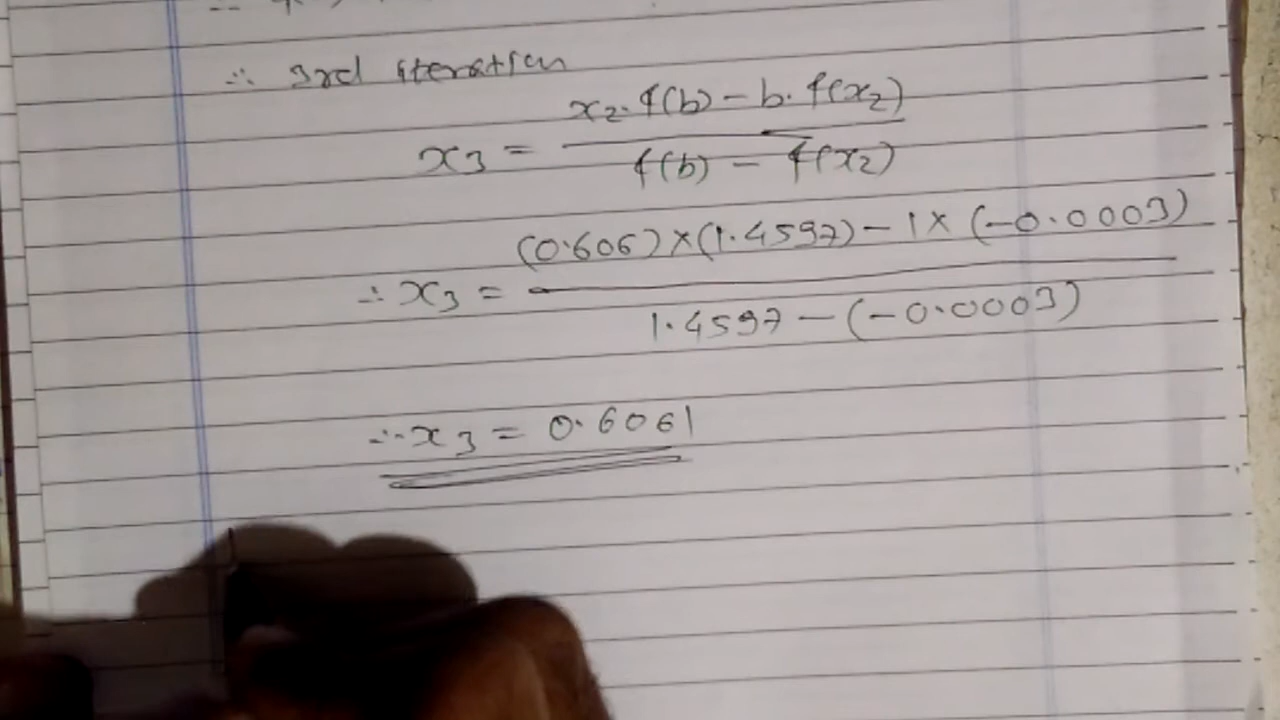 ∴ 3rd iteration
x₃ = x₂.f(b) - b.f(x₂) / f(b) - f(x₂)
∴ x₃ = (0.606)×(1.4597) - 1×(-0.0003) / 1.4597 - (-0.0003)
∴ x₃ = 0.6061